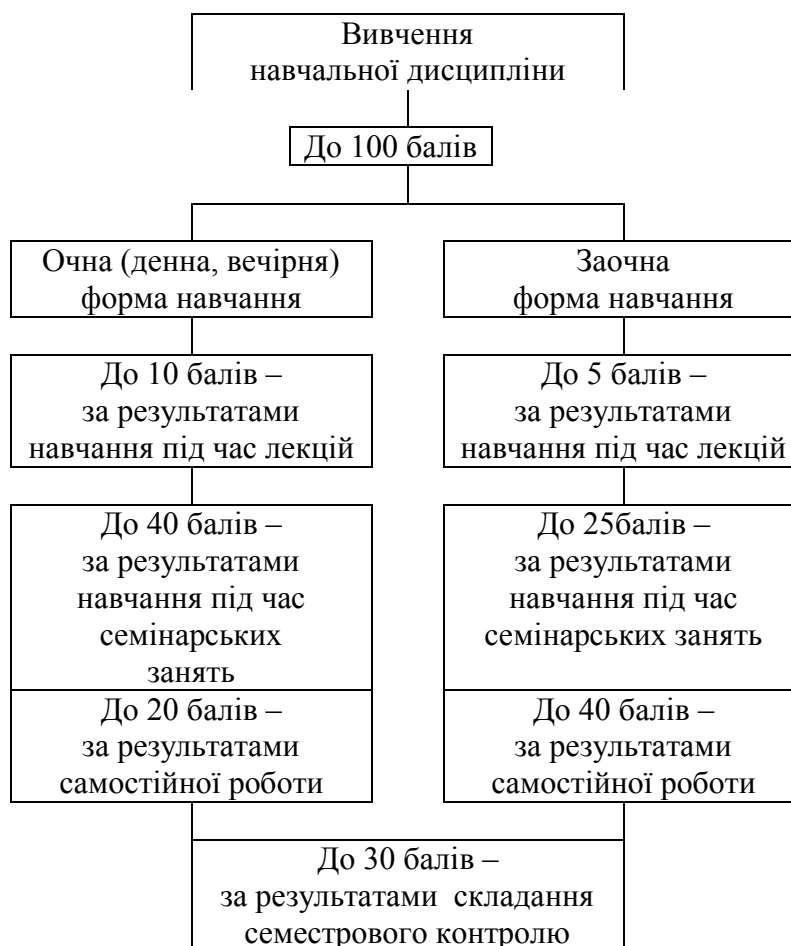 Вивчення
навчальної дисципліни
До 100 балів
Очна (денна, вечірня)
форма навчання
Заочна
форма навчання
До 10 балів –
за результатами
навчання під час лекцій
До 5 балів –
за результатами
навчання під час лекцій
До 40 балів –
за результатами
навчання під час
семінарських
занять
До 25балів –
за результатами
навчання під час
семінарських занять
До 20 балів –
за результатами
самостійної роботи
До 40 балів –
за результатами
самостійної роботи
До 30 балів –
за результатами складання
семестрового контролю